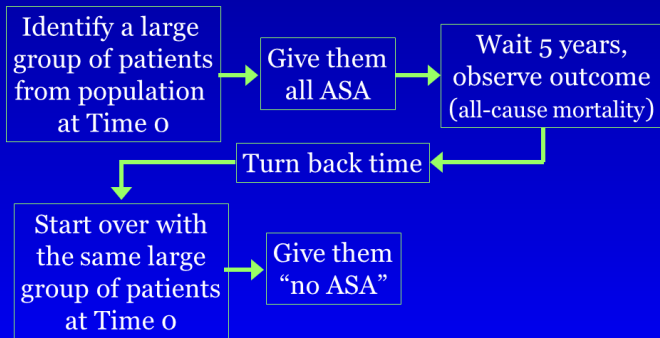 Identify a large
group of patients
from population
at Time 0
Give them
all ASA
Wait 5 years,
observe outcome
(all-cause mortality)
Turn back time
Start over with
the same large
group of patients
at Time 0
Give them
“no ASA”